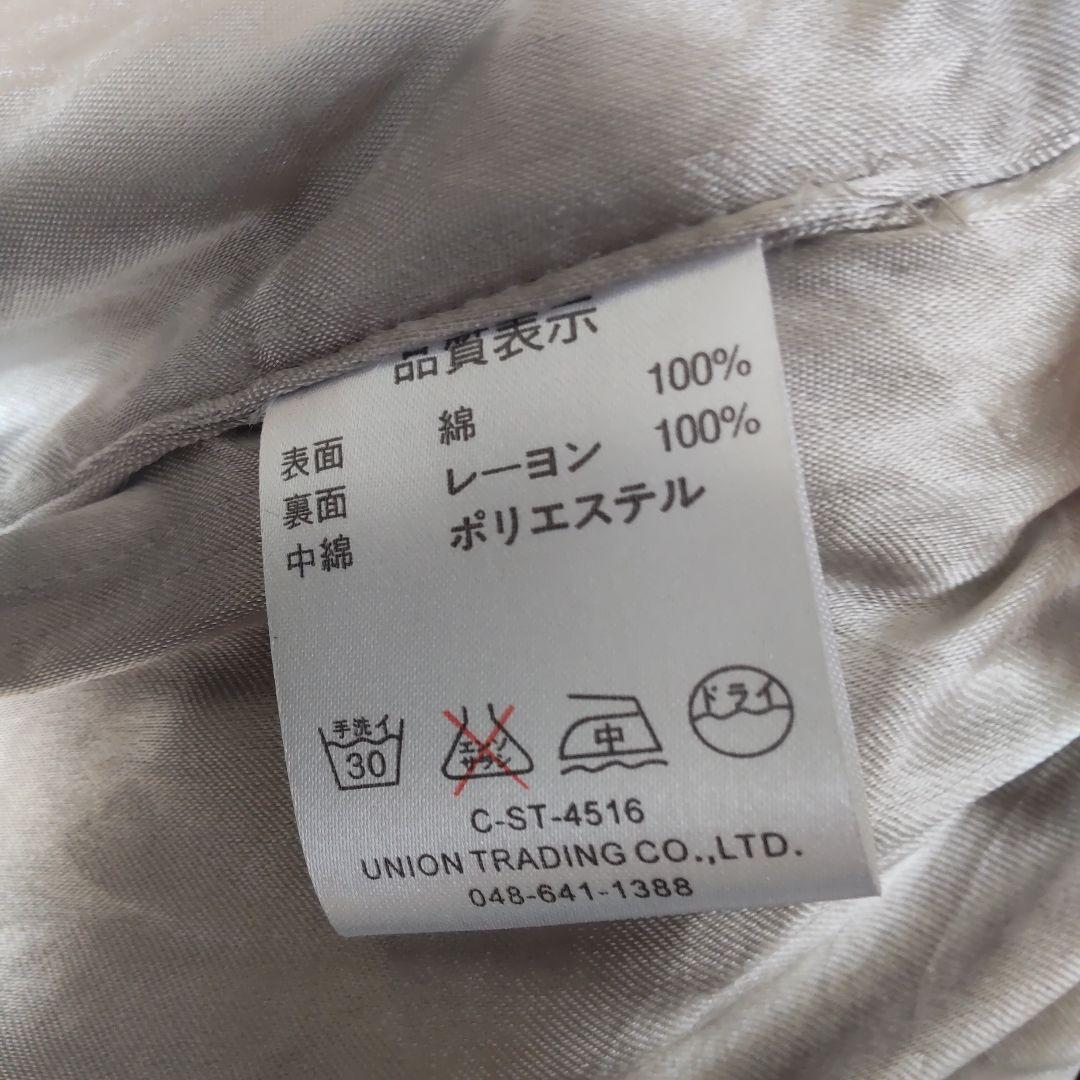 品質表示
表面 綿 100%
裏面 レーヨン 100%
中綿 ポリエステル
手洗イ 30
エンソサラシ
中
ドライ
C-ST-4516
UNION TRADING CO.,LTD.
048-641-1388